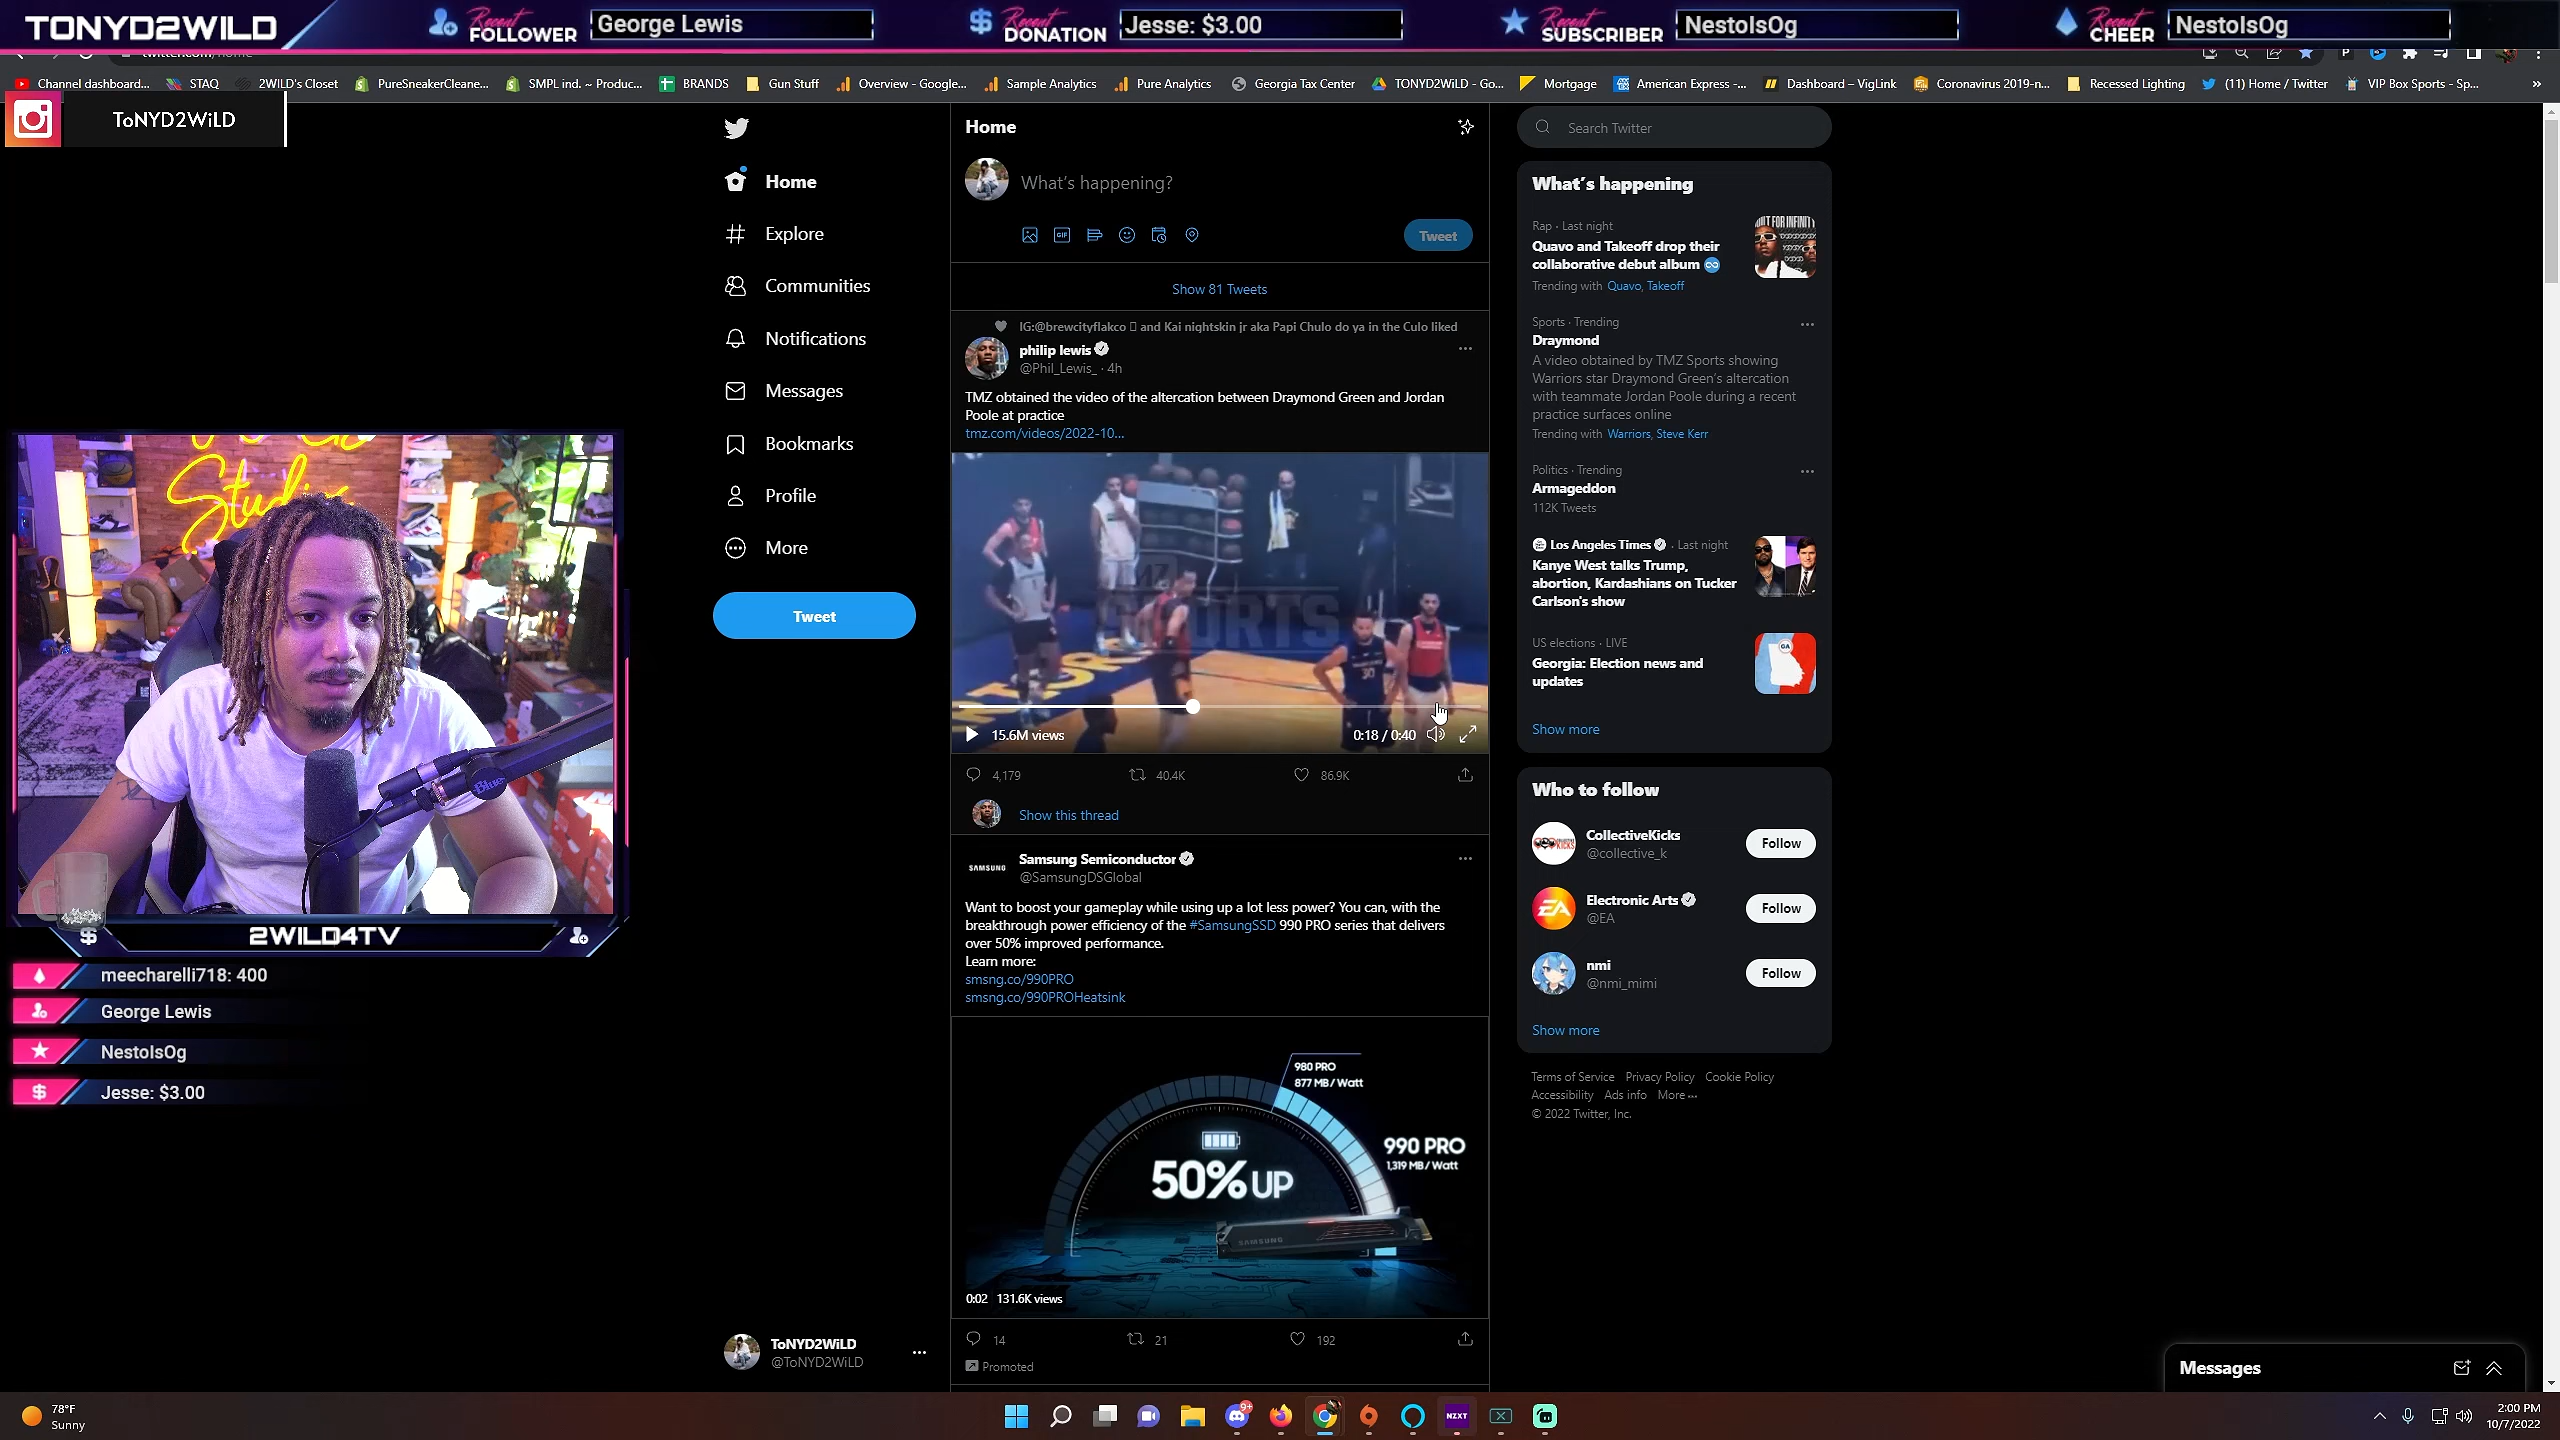 TONYD2WILD
Recent FOLLOWER George Lewis
Recent DONATION Jesse: $3.00
Recent SUBSCRIBER NestoIsOg
Recent CHEER NestoIsOg
Channel dashboard... STAQ 2WILD's Closet PureSneakerCleane... SMPL ind. ~ Produc... BRANDS Gun Stuff Overview - Google... Sample Analytics Pure Analytics Georgia Tax Center TONYD2WiLD - Go... Mortgage American Express -... Dashboard – VigLink Coronavirus 2019-n... Recessed Lighting (11) Home / Twitter VIP Box Sports - Sp... »
ToNYD2WiLD
Home
Explore
Communities
Notifications
Messages
Bookmarks
Profile
More
Tweet
ToNYD2WiLD
@ToNYD2WiLD
Home
What's happening?
GIF
Tweet
Show 81 Tweets
IG:@brewcityflakco and Kai nightskin jr aka Papi Chulo do ya in the Culo liked
philip lewis
@Phil_Lewis_ · 4h
TMZ obtained the video of the altercation between Draymond Green and Jordan
Poole at practice
tmz.com/videos/2022-10...
30
15.6M views 0:18 / 0:40
4,179 40.4K 86.9K
Show this thread
SAMSUNG
Samsung Semiconductor
@SamsungDSGlobal
Want to boost your gameplay while using up a lot less power? You can, with the
breakthrough power efficiency of the #SamsungSSD 990 PRO series that delivers
over 50% improved performance.
Learn more:
smsng.co/990PRO
smsng.co/990PROHeatsink
980 PRO
877 MB/Watt
990 PRO
1,319 MB/Watt
50% UP
SAMSUNG
0:02 131.6K views
14 21 192
Promoted
Search Twitter
What's happening
Rap · Last night
Quavo and Takeoff drop their
collaborative debut album
Trending with Quavo, Takeoff
Sports · Trending
Draymond
A video obtained by TMZ Sports showing
Warriors star Draymond Green's altercation
with teammate Jordan Poole during a recent
practice surfaces online
Trending with Warriors, Steve Kerr
Politics · Trending
Armageddon
112K Tweets
Los Angeles Times · Last night
Kanye West talks Trump,
abortion, Kardashians on Tucker
Carlson's show
US elections · LIVE
Georgia: Election news and
updates
GA
Show more
Who to follow
CollectiveKicks
@collective_k
Follow
Electronic Arts
@EA
Follow
nmi
@nmi_mimi
Follow
Show more
Terms of Service Privacy Policy Cookie Policy
Accessibility Ads info More
© 2022 Twitter, Inc.
Studio
Blue
2WILD4TV
meecharelli718: 400
George Lewis
NestoIsOg
Jesse: $3.00
Messages
78°F
Sunny
9+
NZXT
2:00 PM
10/7/2022